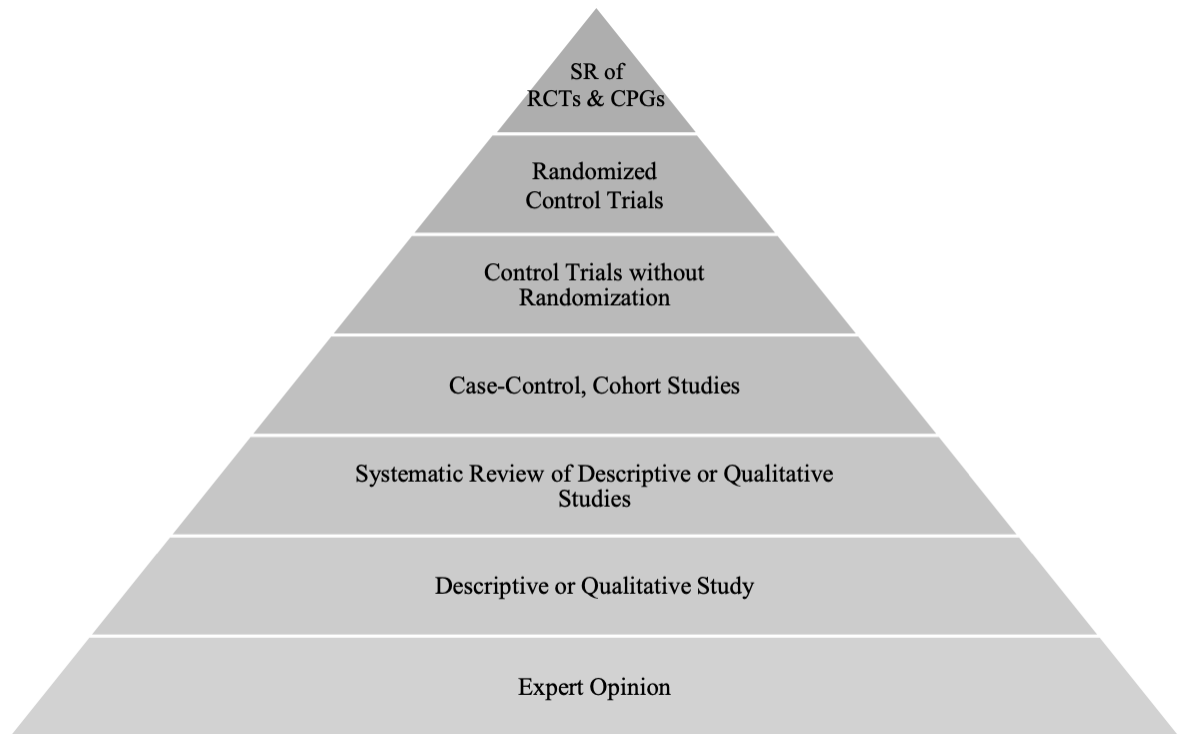 SR of
RCTs & CPGs
Randomized
Control Trials
Control Trials without
Randomization
Case-Control, Cohort Studies
Systematic Review of Descriptive or Qualitative
Studies
Descriptive or Qualitative Study
Expert Opinion